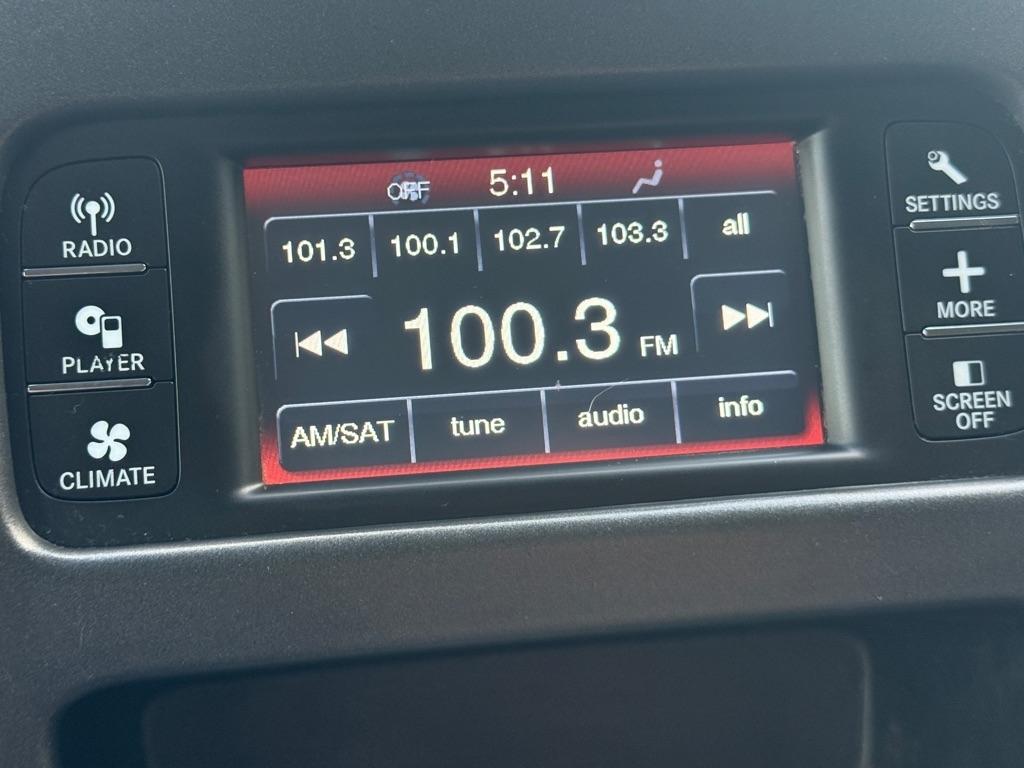 OFF 5:11
101.3 100.1 102.7 103.3 all
100.3 FM
AM/SAT tune audio info
RADIO
PLAYER
CLIMATE
SETTINGS
MORE
SCREEN
OFF